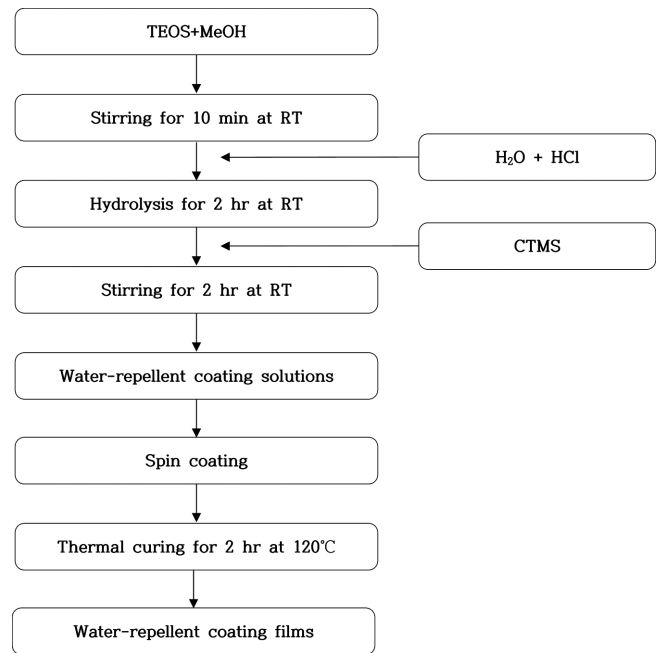 TEOS+MeOH
Stirring for 10 min at RT
H₂O + HCl
Hydrolysis for 2 hr at RT
CTMS
Stirring for 2 hr at RT
Water-repellent coating solutions
Spin coating
Thermal curing for 2 hr at 120℃
Water-repellent coating films